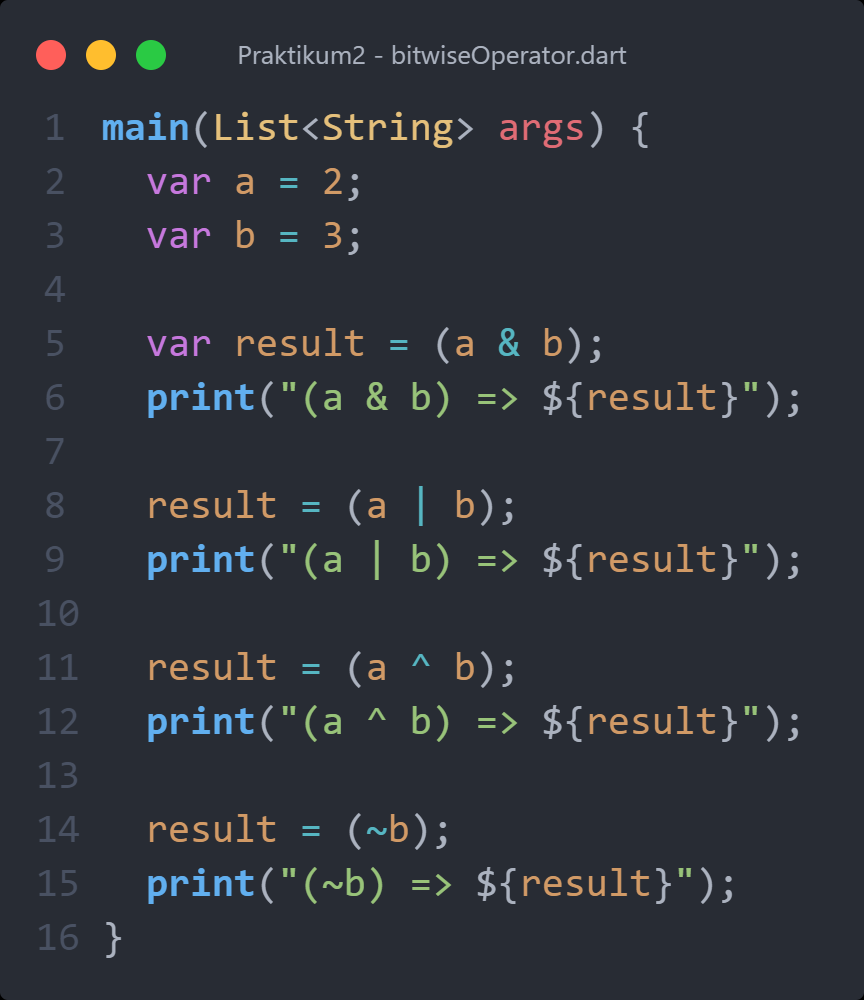 Praktikum2 - bitwiseOperator.dart
1 main(List<String> args) {
2   var a = 2;
3   var b = 3;
4
5   var result = (a & b);
6   print("(a & b) => ${result}");
7
8   result = (a | b);
9   print("(a | b) => ${result}");
10
11   result = (a ^ b);
12   print("(a ^ b) => ${result}");
13
14   result = (~b);
15   print("(~b) => ${result}");
16 }